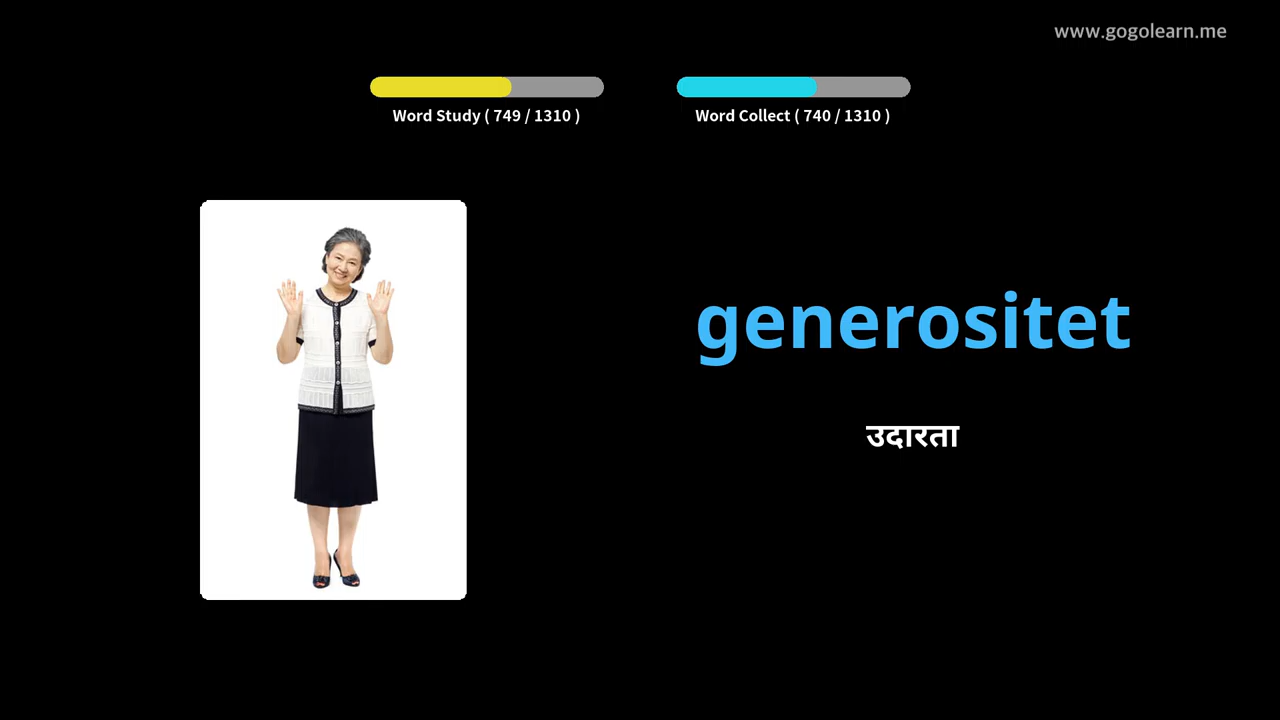 www.gogolearn.me
Word Study ( 749 / 1310 )
Word Collect ( 740 / 1310 )
generositet
उदारता